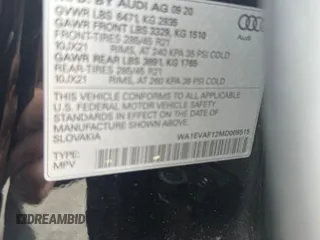 MFD. BY AUDI AG 09 20
GVWR LBS 6471, KG 2935
GAWR FRONT LBS 3329, KG 1510
FRONT-TIRES 285/45 R21
10JX21 RIMS, AT 240 KPA 35 PSI COLD
GAWR REAR LBS 3891, KG 1765
REAR-TIRES 285/45 R21
10JX21 RIMS, AT 260 KPA 38 PSI COLD
THIS VEHICLE CONFORMS TO ALL APPLICABLE
U.S. FEDERAL MOTOR VEHICLE SAFETY
STANDARDS IN EFFECT ON THE DATE OF
MANUFACTURE SHOWN ABOVE.
SLOVAKIA
TYPE:
MPV
Audi
DREAMBID